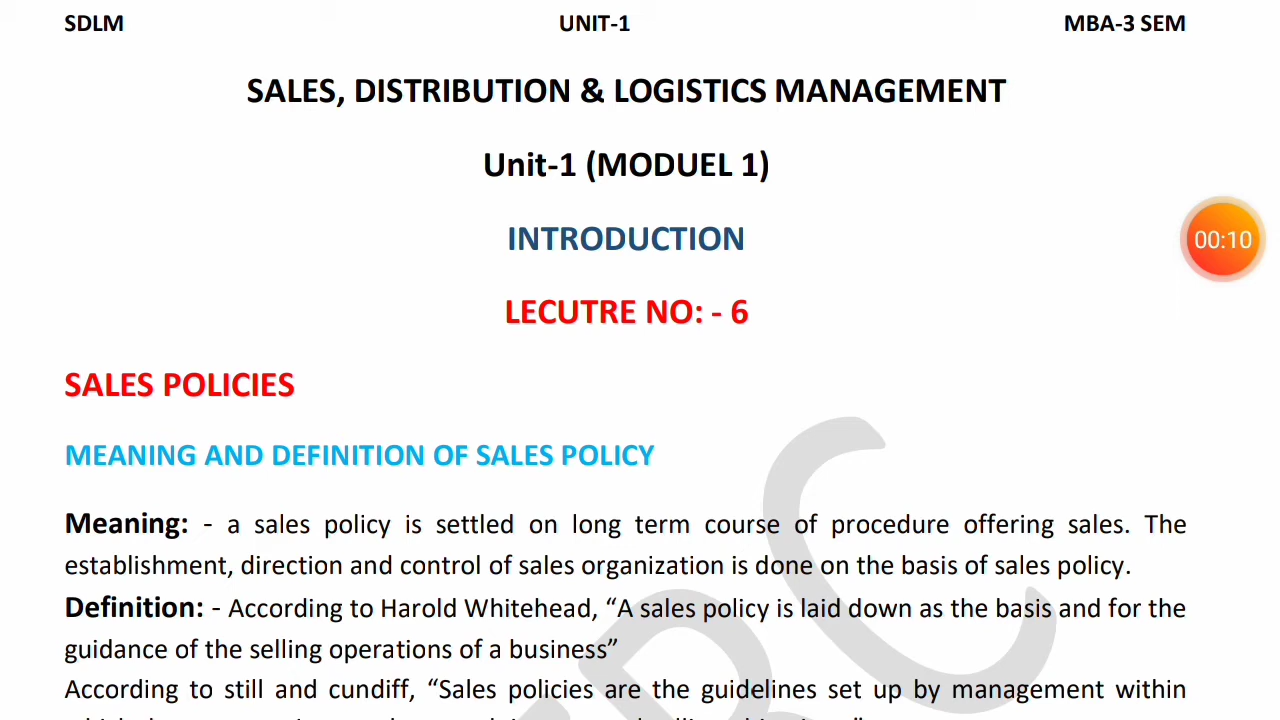 SDLM UNIT-1 MBA-3 SEM
SALES, DISTRIBUTION & LOGISTICS MANAGEMENT
Unit-1 (MODUEL 1)
INTRODUCTION
00:10
LECUTRE NO: - 6
SALES POLICIES
MEANING AND DEFINITION OF SALES POLICY
Meaning: - a sales policy is settled on long term course of procedure offering sales. The
establishment, direction and control of sales organization is done on the basis of sales policy.
Definition: - According to Harold Whitehead, “A sales policy is laid down as the basis and for the
guidance of the selling operations of a business”
According to still and cundiff, “Sales policies are the guidelines set up by management within